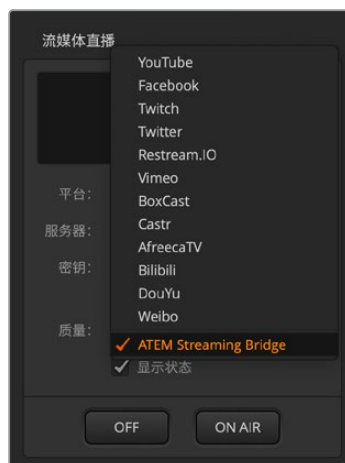 流媒体直播
YouTube
Facebook
Twitch
Twitter
Restream.IO
Vimeo
平台:
BoxCast
服务器:
Castr
AfreecaTV
密钥:
Bilibili
DouYu
Weibo
质量:
ATEM Streaming Bridge
显示状态
OFF
ON AIR